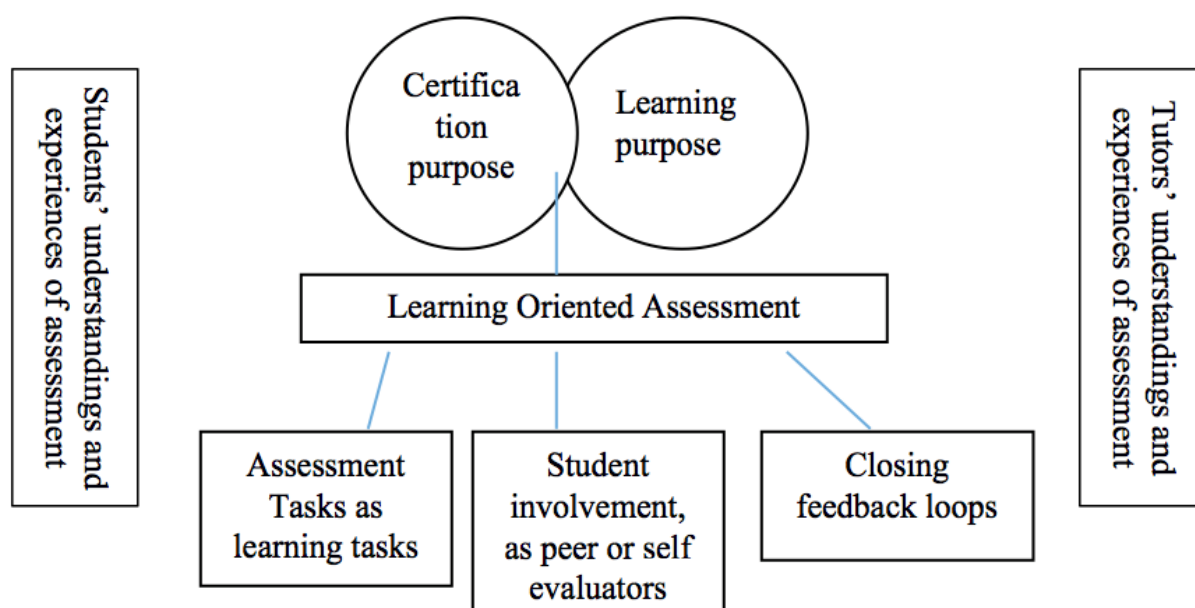 Students’ understandings and
experiences of assessment
Certifica
tion
purpose
Learning
purpose
Tutors’ understandings and
experiences of assessment
Learning Oriented Assessment
Assessment
Tasks as
learning tasks
Student
involvement,
as peer or self
evaluators
Closing
feedback loops